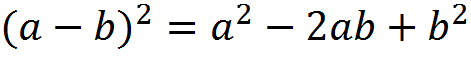 (a − b)² = a² − 2ab + b²